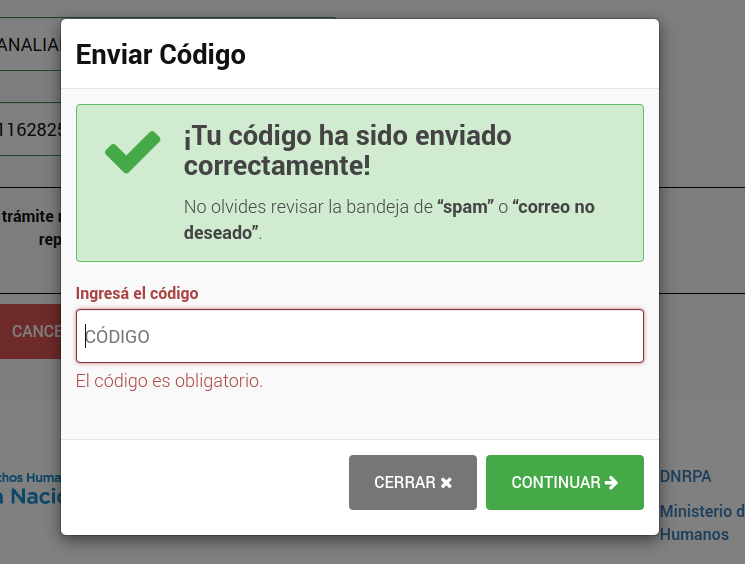 ANALIA
Enviar Código
¡Tu código ha sido enviado
correctamente!
No olvides revisar la bandeja de “spam” o “correo no
deseado”.
Ingresá el código
CÓDIGO
El código es obligatorio.
CERRAR
CONTINUAR
1162825
trámite
rep
CANCE
chos Huma
a Naci
DNRPA
Ministerio d
Humanos